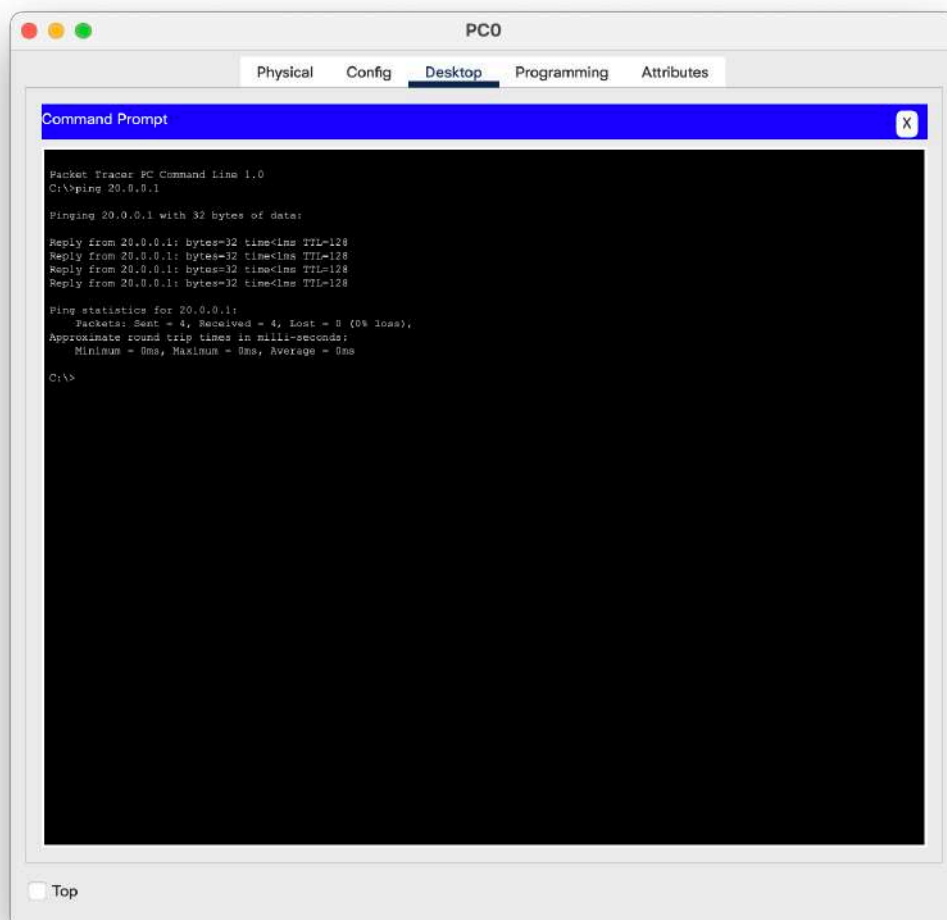 PC0
Physical Config Desktop Programming Attributes
Command Prompt
X
Packet Tracer PC Command Line 1.0
C:\>ping 20.0.0.1
Pinging 20.0.0.1 with 32 bytes of data:
Reply from 20.0.0.1: bytes=32 time<1ms TTL=128
Reply from 20.0.0.1: bytes=32 time<1ms TTL=128
Reply from 20.0.0.1: bytes=32 time<1ms TTL=128
Reply from 20.0.0.1: bytes=32 time<1ms TTL=128
Ping statistics for 20.0.0.1:
Packets: Sent = 4, Received = 4, Lost = 0 (0% loss),
Approximate round trip times in milli-seconds:
Minimum = 0ms, Maximum = 0ms, Average = 0ms
C:\>
Top